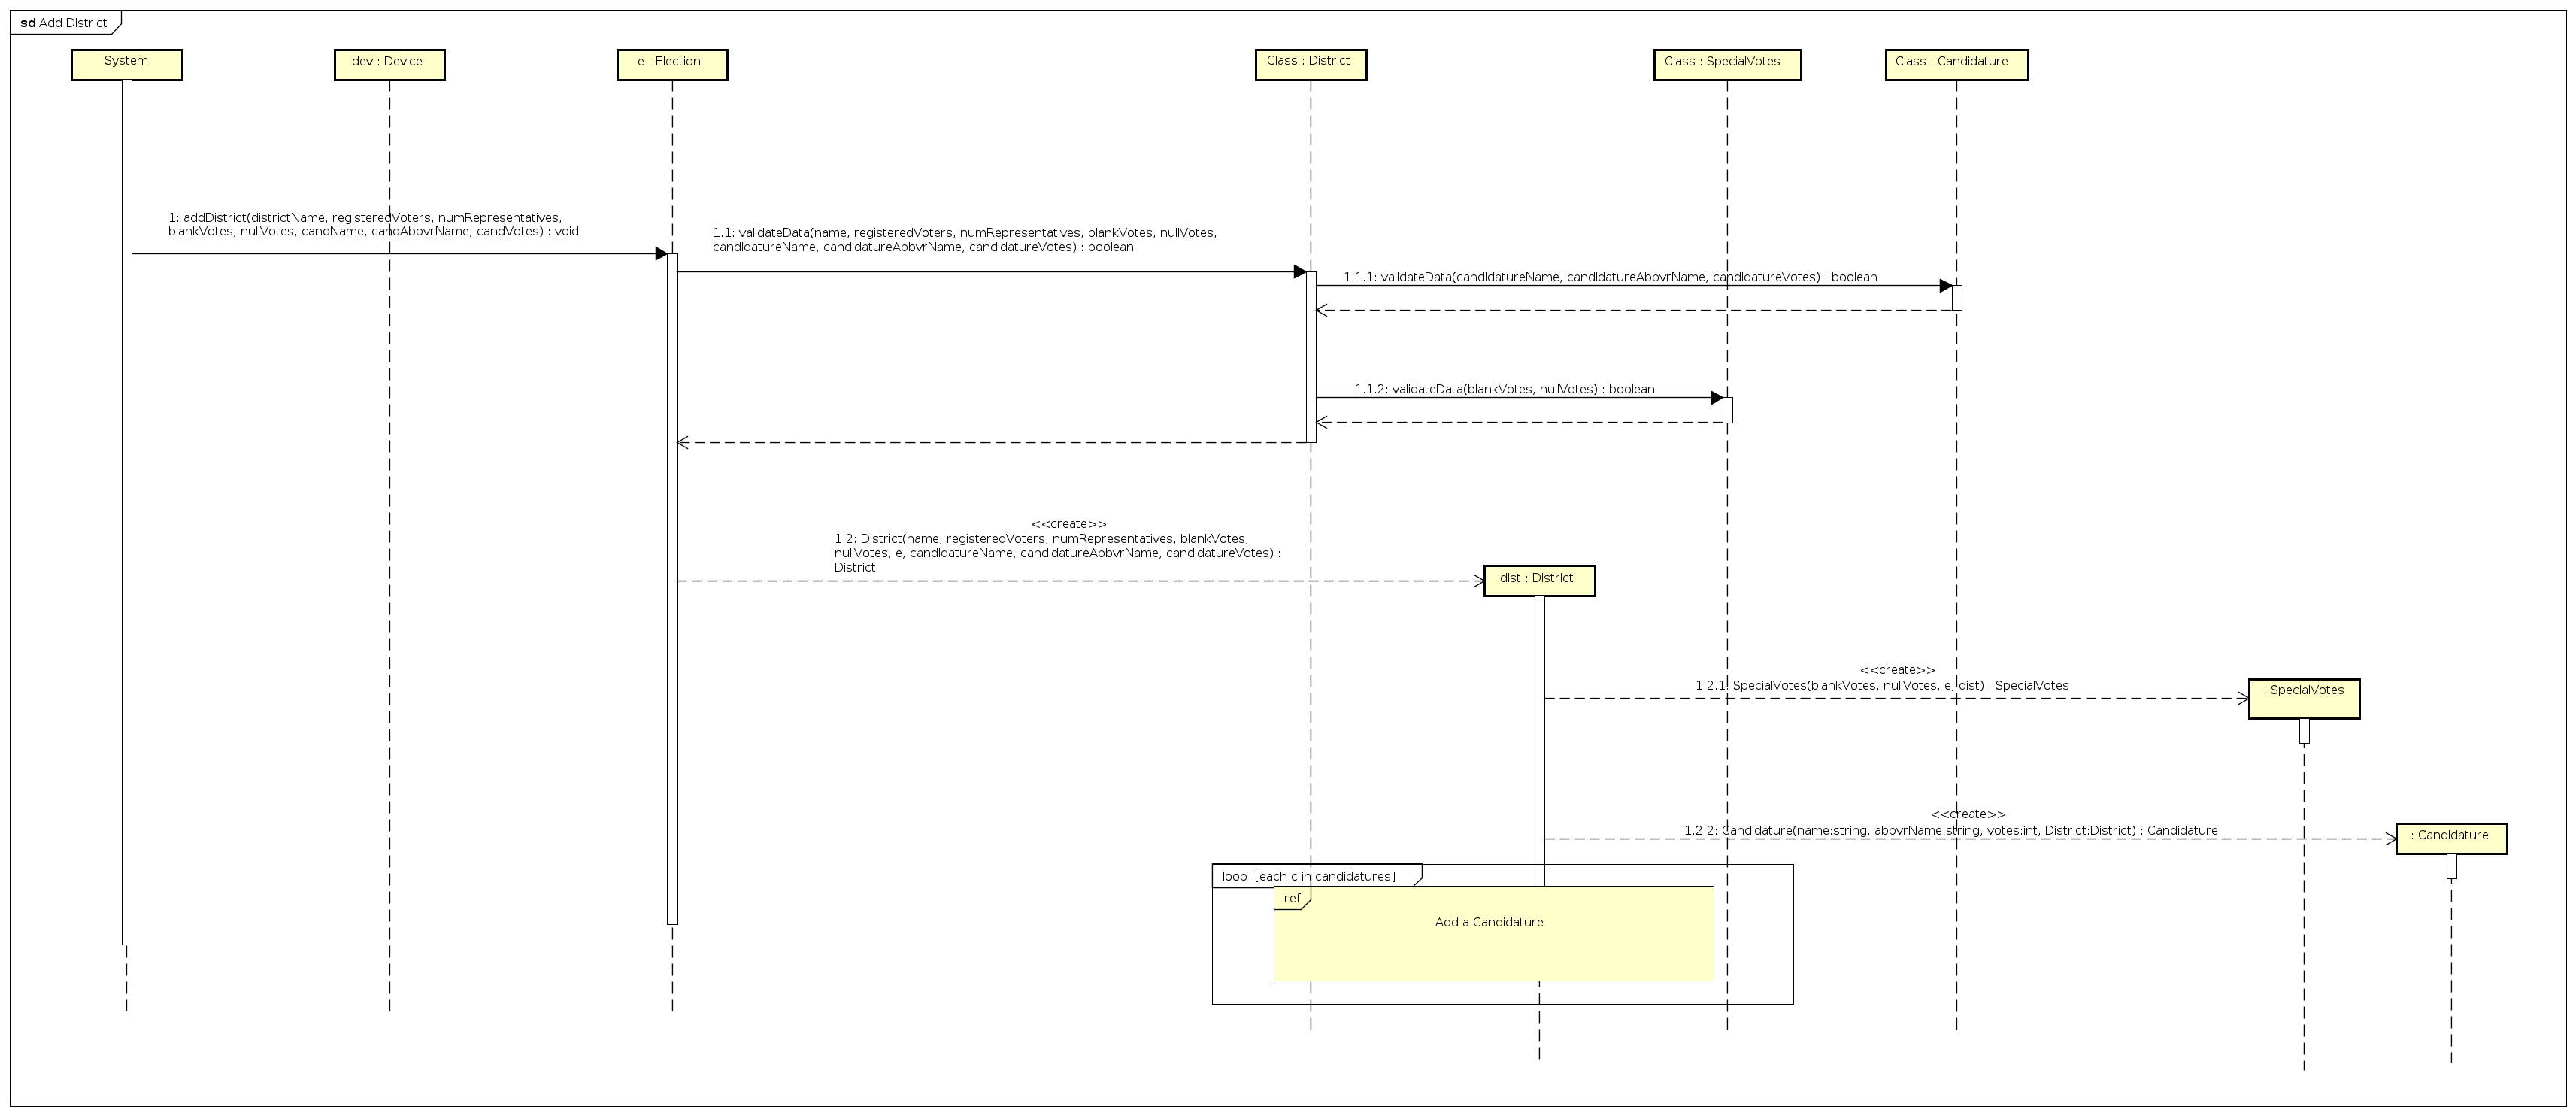 sd Add District
System
dev : Device
e : Election
Class : District
Class : SpecialVotes
Class : Candidature
1: addDistrict(districtName, registeredVoters, numRepresentatives,
blankVotes, nullVotes, candName, candAbbvrName, candVotes) : void
1.1: validateData(name, registeredVoters, numRepresentatives, blankVotes, nullVotes,
candidatureName, candidatureAbbvrName, candidatureVotes) : boolean
1.1.1: validateData(candidatureName, candidatureAbbvrName, candidatureVotes) : boolean
1.1.2: validateData(blankVotes, nullVotes) : boolean
<<create>>
1.2: District(name, registeredVoters, numRepresentatives, blankVotes,
nullVotes, e, candidatureName, candidatureAbbvrName, candidatureVotes) :
District
dist : District
<<create>>
1.2.1: SpecialVotes(blankVotes, nullVotes, e, dist) : SpecialVotes
: SpecialVotes
<<create>>
1.2.2: Candidature(name:string, abbvrName:string, votes:int, District:District) : Candidature
: Candidature
loop [each c in candidatures]
ref
Add a Candidature